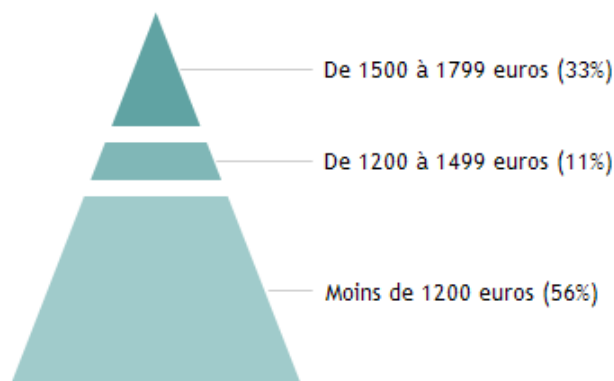 De 1500 à 1799 euros (33%)
De 1200 à 1499 euros (11%)
Moins de 1200 euros (56%)